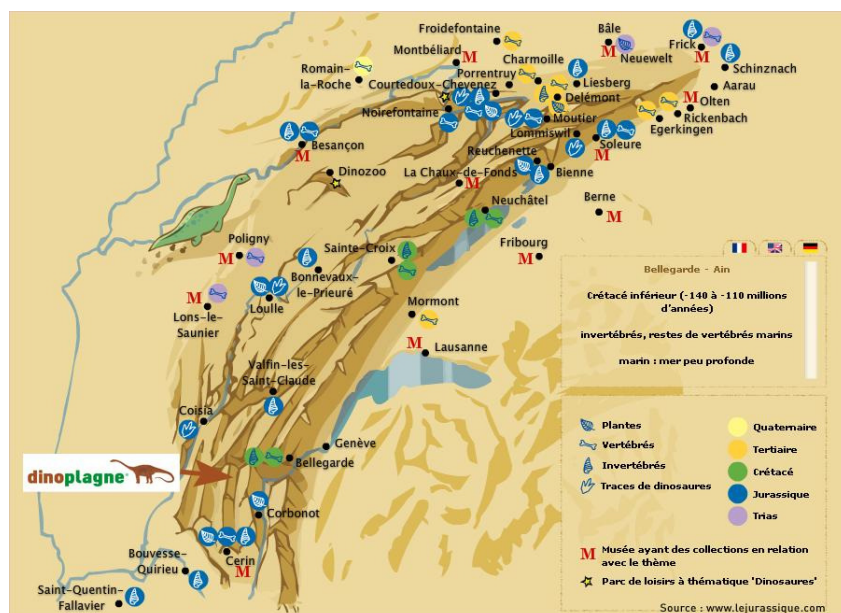 Froidefontaine
Bâle
Montbéliard M
M Neuewelt
Frick
M
Charmoille
Romain-
la-Roche
Courtedoux-Chevenez
Porrentruy
Liesberg
Schinznach
Aarau
Noirefontaine
Delémont
M
Olten
Moutier
Rickenbach
Egerkingen
Lommiswil
Soleure
M
Besançon
M
Reuchenette
Bienne
Dinozoo
La Chaux-de-Fonds M
Neuchâtel
Berne
M
Poligny
M
Sainte-Croix
Fribourg
M
Bonnevaux-
le-Prieuré
M
Lons-le-
Saunier
Loulle
Mormont
M
Lausanne
Valfin-les-
Saint-Claude
Coisia
Genève
Bellegarde
dinoplagne
Corbonot
Cerin
M
Bouvesse-
Quirieu
Saint-Quentin-
Fallavier
Bellegarde - Ain
Crétacé inférieur (-140 à -110 millions
d'années)
invertébrés, restes de vertébrés marins
marin : mer peu profonde
Plantes
Vertébrés
Invertébrés
Traces de dinosaures
Quaternaire
Tertiaire
Crétacé
Jurassique
Trias
M Musée ayant des collections en relation
avec le thème
Parc de loisirs à thématique 'Dinosaures'
Source : www.lejurassique.com